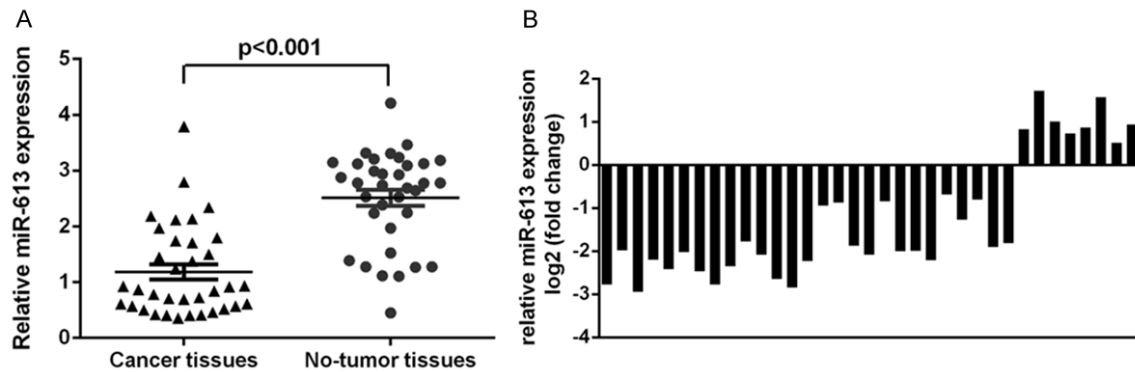 A
Relative miR-613 expression
p<0.001
5
4
3
2
1
0
Cancer tissues
No-tumor tissues
B
relative miR-613 expression
log2 (fold change)
2
1
0
-1
-2
-3
-4